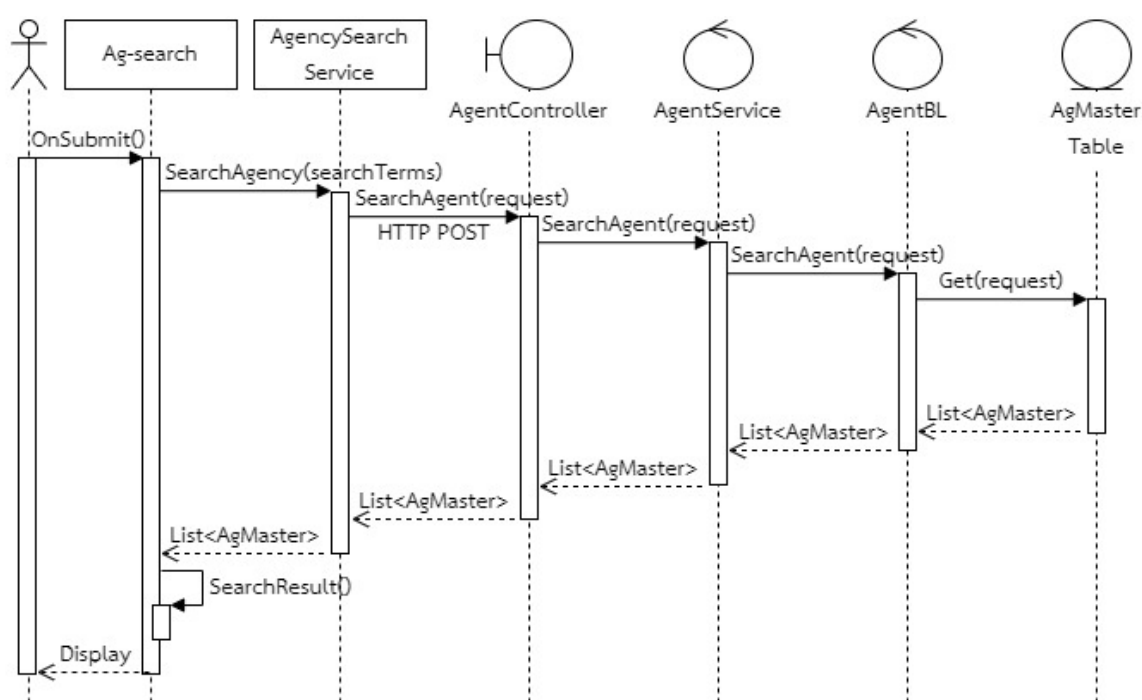 Ag-search
AgencySearch
Service
AgentController
AgentService
AgentBL
AgMaster
Table
OnSubmit()
SearchAgency(searchTerms)
SearchAgent(request)
HTTP POST
SearchAgent(request)
SearchAgent(request)
Get(request)
List<AgMaster>
List<AgMaster>
List<AgMaster>
List<AgMaster>
List<AgMaster>
SearchResult()
Display